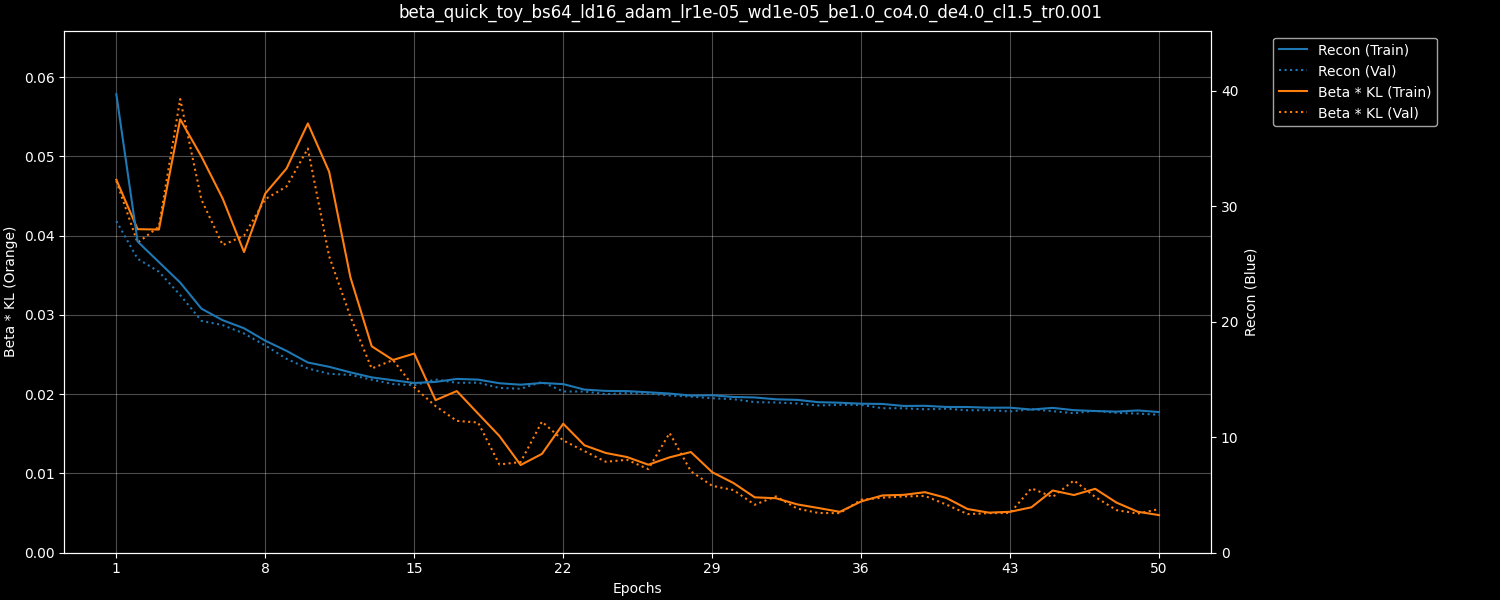 beta_quick_toy_bs64_ld16_adam_lr1e-05_wd1e-05_be1.0_co4.0_de4.0_cl1.5_tr0.001
Recon (Train)
Recon (Val)
Beta * KL (Train)
Beta * KL (Val)
Beta * KL (Orange)
0.06
0.05
0.04
0.03
0.02
0.01
0.00
40
30
20
10
0
Recon (Blue)
1 8 15 22 29 36 43 50
Epochs